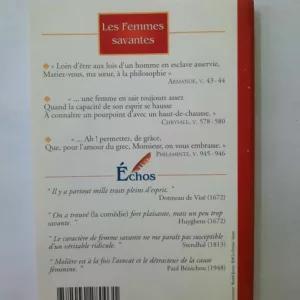 Les Femmes
savantes
« Loin d'être aux lois d'un homme en esclave asservie,
Mariez-vous, ma sœur, à la philosophie »
ARMANDE, v. 43-44
« ... une femme en sait toujours assez
Quand la capacité de son esprit se hausse
À connaître un pourpoint d'avec un haut-de-chausse. »
CHRYSALE, v. 578-580
« ... Ah ! permettez, de grâce,
Que, pour l'amour du grec, Monsieur, on vous embrasse. »
PHILAMINTE, v. 945-946
Échos
" Il y a partout mille traits pleins d'esprit. "
Donneau de Visé (1672)
" On a trouvé (la comédie) fort plaisante, mais un peu trop
savante. "
Huyghens (1672)
" Le caractère de femme savante ne me paraît pas susceptible
d'un véritable ridicule. "
Stendhal (1813)
" Molière est à la fois l'avocat et le détracteur de la cause
féminine. "
Paul Bénichou (1948)